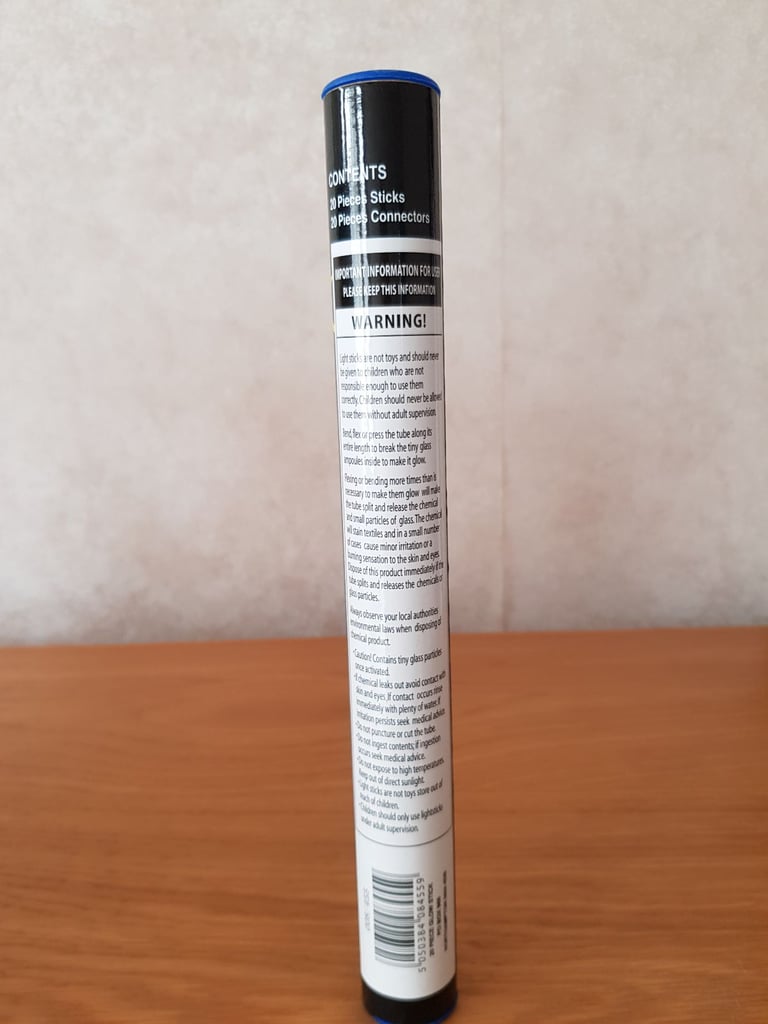 CONTENTS
20 Pieces Sticks
20 Pieces Connectors
IMPORTANT INFORMATION FOR USER
PLEASE KEEP THIS INFORMATION
WARNING!
Light sticks are not toys and should never
be given to children who are not
responsible enough to use them
correctly. Children should never be allowed
to use them without adult supervision.
Bend, flex or press the tube along its
entire length to break the tiny glass
ampoules inside to make it glow.
Flexing or bending more times than is
necessary to make them glow will make
the tube split and release the chemical
and small particles of glass. The chemical
will stain textiles and in a small number
of cases cause minor irritation or a
burning sensation to the skin and eyes.
Dispose of this product immediately if the
tube splits and releases the chemicals or
glass particles.
Always observe your local authorities
environmental laws when disposing of
chemical product.
•Caution! Contains tiny glass particles
once activated.
•If chemical leaks out avoid contact with
skin and eyes. If contact occurs rinse
immediately with plenty of water. If
irritation persists seek medical advice.
•Do not puncture or cut the tube.
•Do not ingest contents; if ingestion
occurs seek medical advice.
•Do not expose to high temperatures.
Keep out of direct sunlight.
•Light sticks are not toys store out of
reach of children.
•Children should only use lightsticks
under adult supervision.
5 050384 084559
20 PIECE GLOW STICK
PO BOX